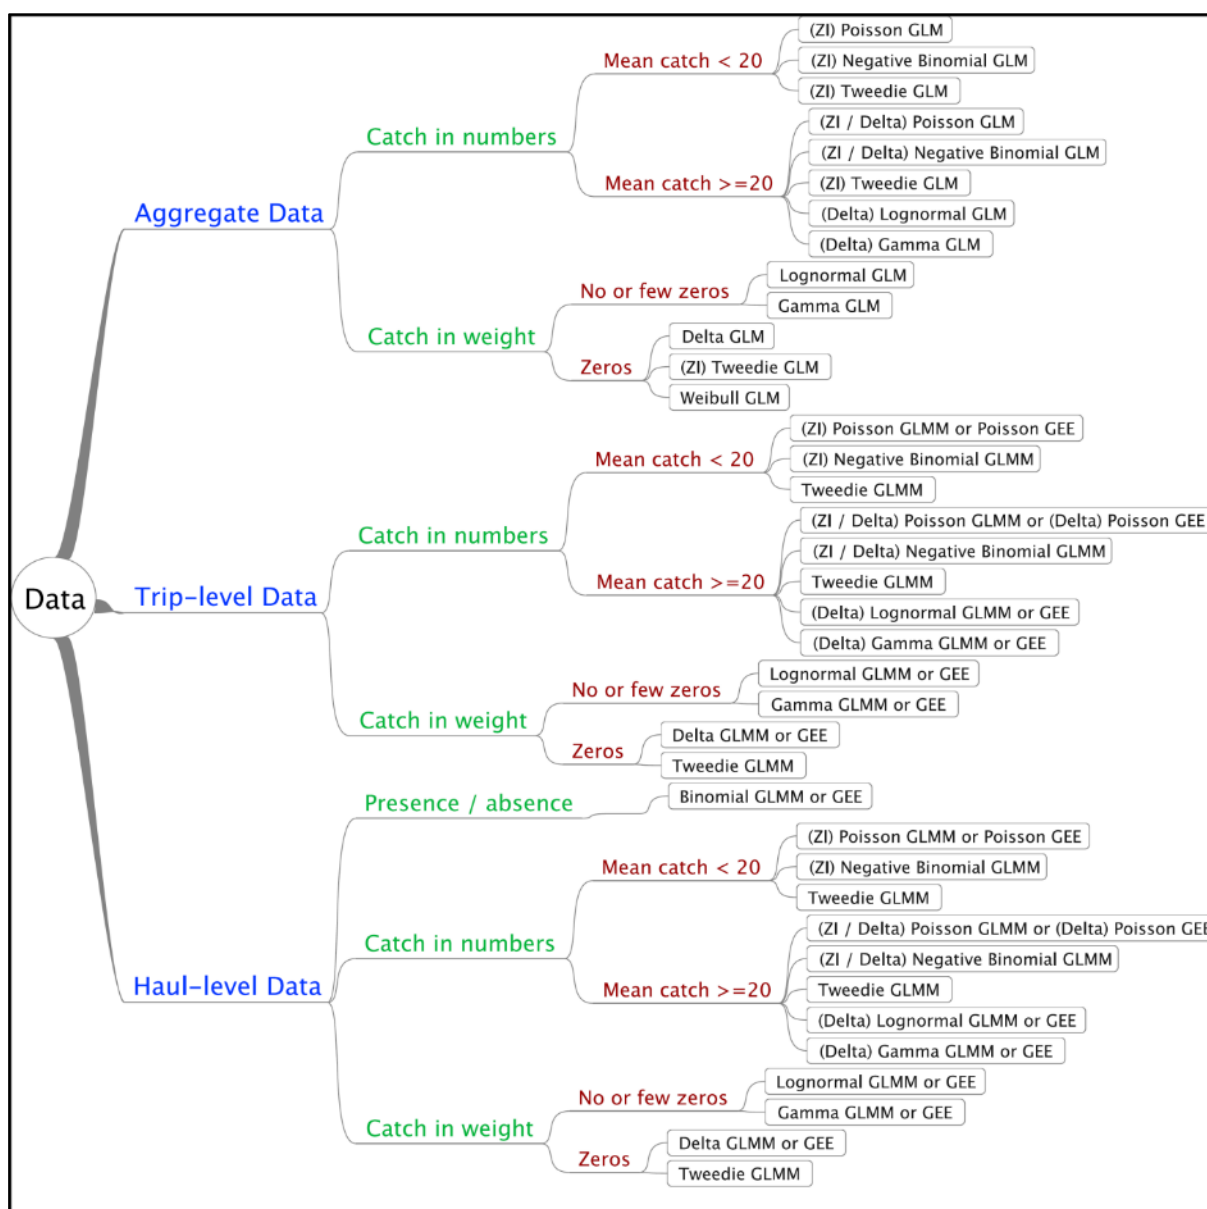 Data
Aggregate Data
Catch in numbers
Mean catch < 20
(ZI) Poisson GLM
(ZI) Negative Binomial GLM
(ZI) Tweedie GLM
Mean catch >=20
(ZI / Delta) Poisson GLM
(ZI / Delta) Negative Binomial GLM
(ZI) Tweedie GLM
(Delta) Lognormal GLM
(Delta) Gamma GLM
Catch in weight
No or few zeros
Lognormal GLM
Gamma GLM
Zeros
Delta GLM
(ZI) Tweedie GLM
Weibull GLM
Trip-level Data
Catch in numbers
Mean catch < 20
(ZI) Poisson GLMM or Poisson GEE
(ZI) Negative Binomial GLMM
Tweedie GLMM
Mean catch >=20
(ZI / Delta) Poisson GLMM or (Delta) Poisson GEE
(ZI / Delta) Negative Binomial GLMM
Tweedie GLMM
(Delta) Lognormal GLMM or GEE
(Delta) Gamma GLMM or GEE
Catch in weight
No or few zeros
Lognormal GLMM or GEE
Gamma GLMM or GEE
Zeros
Delta GLMM or GEE
Tweedie GLMM
Haul-level Data
Presence / absence
Binomial GLMM or GEE
Catch in numbers
Mean catch < 20
(ZI) Poisson GLMM or Poisson GEE
(ZI) Negative Binomial GLMM
Tweedie GLMM
Mean catch >=20
(ZI / Delta) Poisson GLMM or (Delta) Poisson GEE
(ZI / Delta) Negative Binomial GLMM
Tweedie GLMM
(Delta) Lognormal GLMM or GEE
(Delta) Gamma GLMM or GEE
Catch in weight
No or few zeros
Lognormal GLMM or GEE
Gamma GLMM or GEE
Zeros
Delta GLMM or GEE
Tweedie GLMM